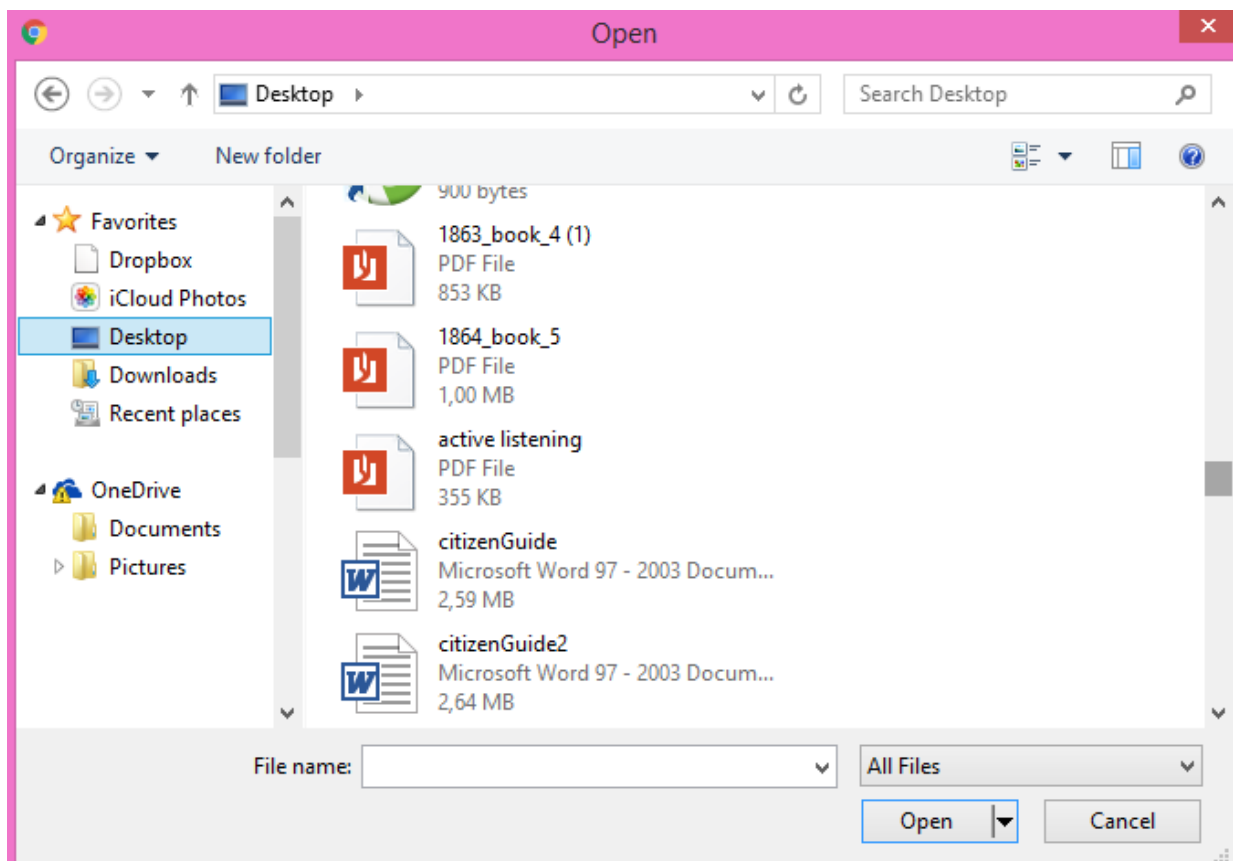 Open
Desktop
Search Desktop
Organize
New folder
Favorites
Dropbox
iCloud Photos
Desktop
Downloads
Recent places
OneDrive
Documents
Pictures
900 bytes
1863_book_4 (1)
PDF File
853 KB
1864_book_5
PDF File
1,00 MB
active listening
PDF File
355 KB
citizenGuide
Microsoft Word 97 - 2003 Docum...
2,59 MB
citizenGuide2
Microsoft Word 97 - 2003 Docum...
2,64 MB
File name:
All Files
Open
Cancel